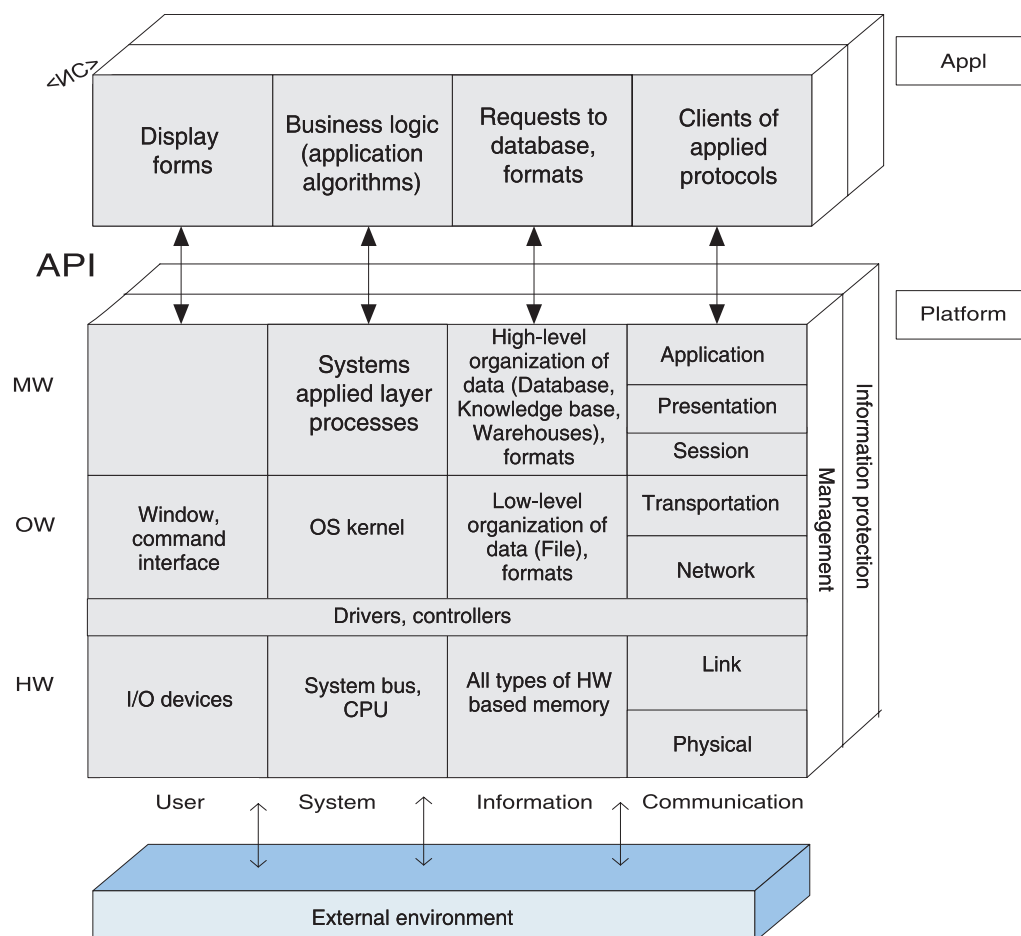 <ИС>
Appl
Display
forms
Business logic
(application
algorithms)
Requests to
database,
formats
Clients of
applied
protocols
API
Platform
MW
Systems
applied layer
processes
High-level
organization of
data (Database,
Knowledge base,
Warehouses),
formats
Application
Presentation
Session
OW
Window,
command
interface
OS kernel
Low-level
organization of
data (File),
formats
Transportation
Network
Drivers, controllers
HW
I/O devices
System bus,
CPU
All types of HW
based memory
Link
Physical
Management
Information protection
User
System
Information
Communication
External environment